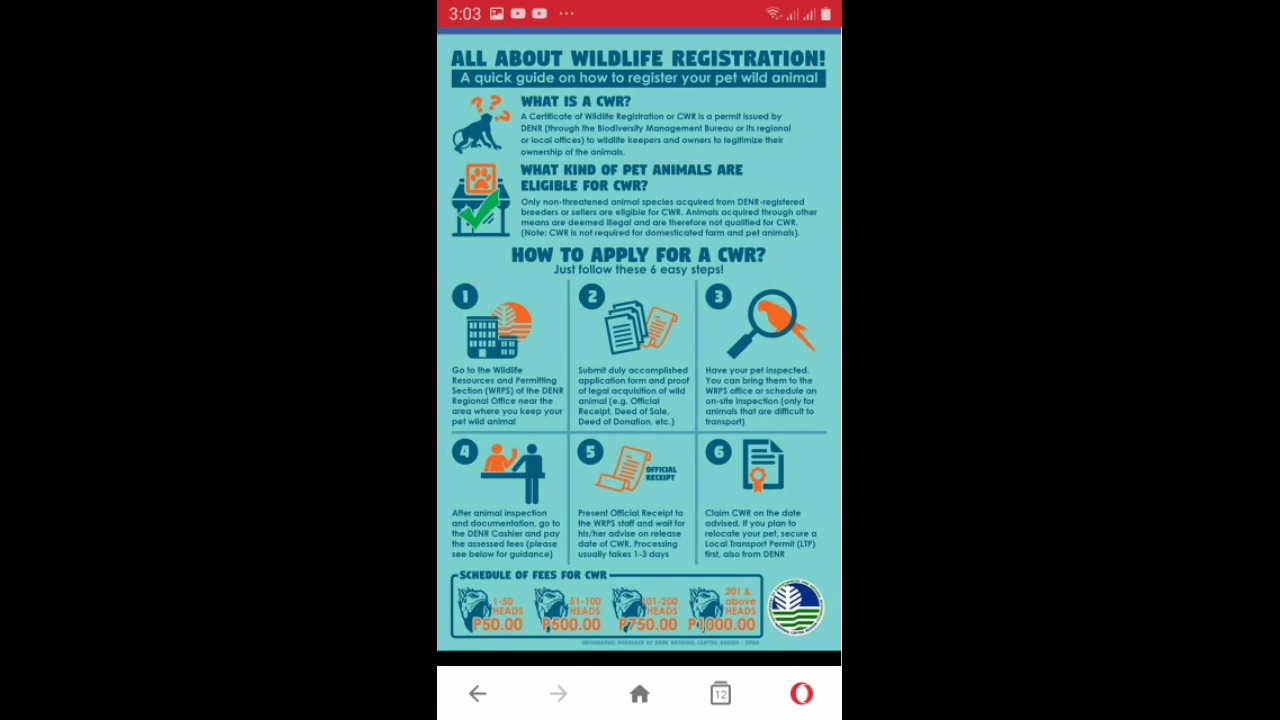 3:03
ALL ABOUT WILDLIFE REGISTRATION!
A quick guide on how to register your pet wild animal
WHAT IS A CWR?
A Certificate of Wildlife Registration or CWR is a permit issued by
DENR (through the Biodiversity Management Bureau or its regional
or local offices) to wildlife keepers and owners to legitimize their
ownership of the animals.
WHAT KIND OF PET ANIMALS ARE
ELIGIBLE FOR CWR?
Only non-threatened animal species acquired from DENR-registered
breeders or sellers are eligible for CWR. Animals acquired through other
means are deemed illegal and are therefore not qualified for CWR.
(Note: CWR is not required for domesticated farm and pet animals).
HOW TO APPLY FOR A CWR?
Just follow these 6 easy steps!
1
Go to the Wildlife
Resources and Permitting
Section (WRPS) of the DENR
Regional Office near the
area where you keep your
pet wild animal
2
Submit duly accomplished
application form and proof
of legal acquisition of wild
animal (e.g. Official
Receipt, Deed of Sale,
Deed of Donation, etc.)
3
Have your pet inspected.
You can bring them to the
WRPS office or schedule an
on-site inspection (only for
animals that are difficult to
transport)
4
After animal inspection
and documentation, go to
the DENR Cashier and pay
the assessed fees (please
see below for guidance)
5
OFFICIAL
RECEIPT
Present Official Receipt to
the WRPS staff and wait for
his/her advise on release
date of CWR. Processing
usually takes 1-3 days
6
Claim CWR on the date
advised. If you plan to
relocate your pet, secure a
Local Transport Permit (LTP)
first, also from DENR
SCHEDULE OF FEES FOR CWR
1-50
HEADS
₱50.00
51-100
HEADS
₱500.00
101-200
HEADS
₱750.00
201 &
above
HEADS
₱1000.00
12